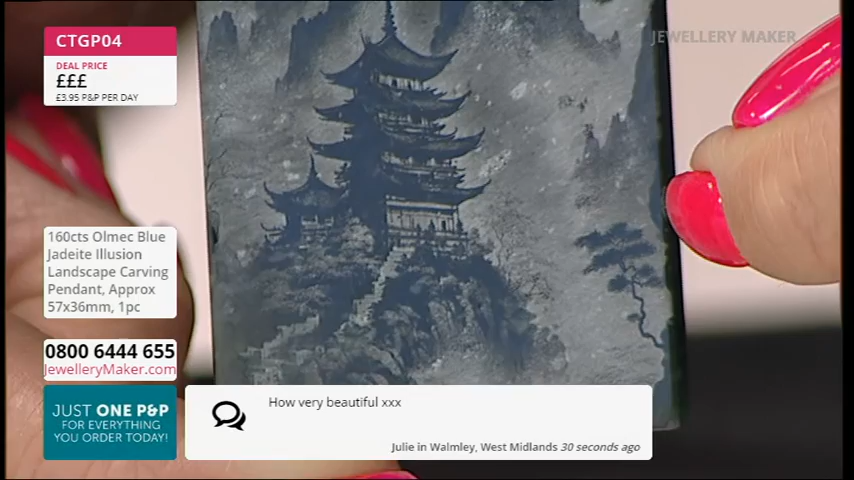 CTGP04
DEAL PRICE
£££
£3.95 P&P PER DAY
JEWELLERY MAKER
160cts Olmec Blue
Jadeite Illusion
Landscape Carving
Pendant, Approx
57x36mm, 1pc
0800 6444 655
JewelleryMaker.com
JUST ONE P&P
FOR EVERYTHING
YOU ORDER TODAY!
How very beautiful xxx
Julie in Walmley, West Midlands 30 seconds ago